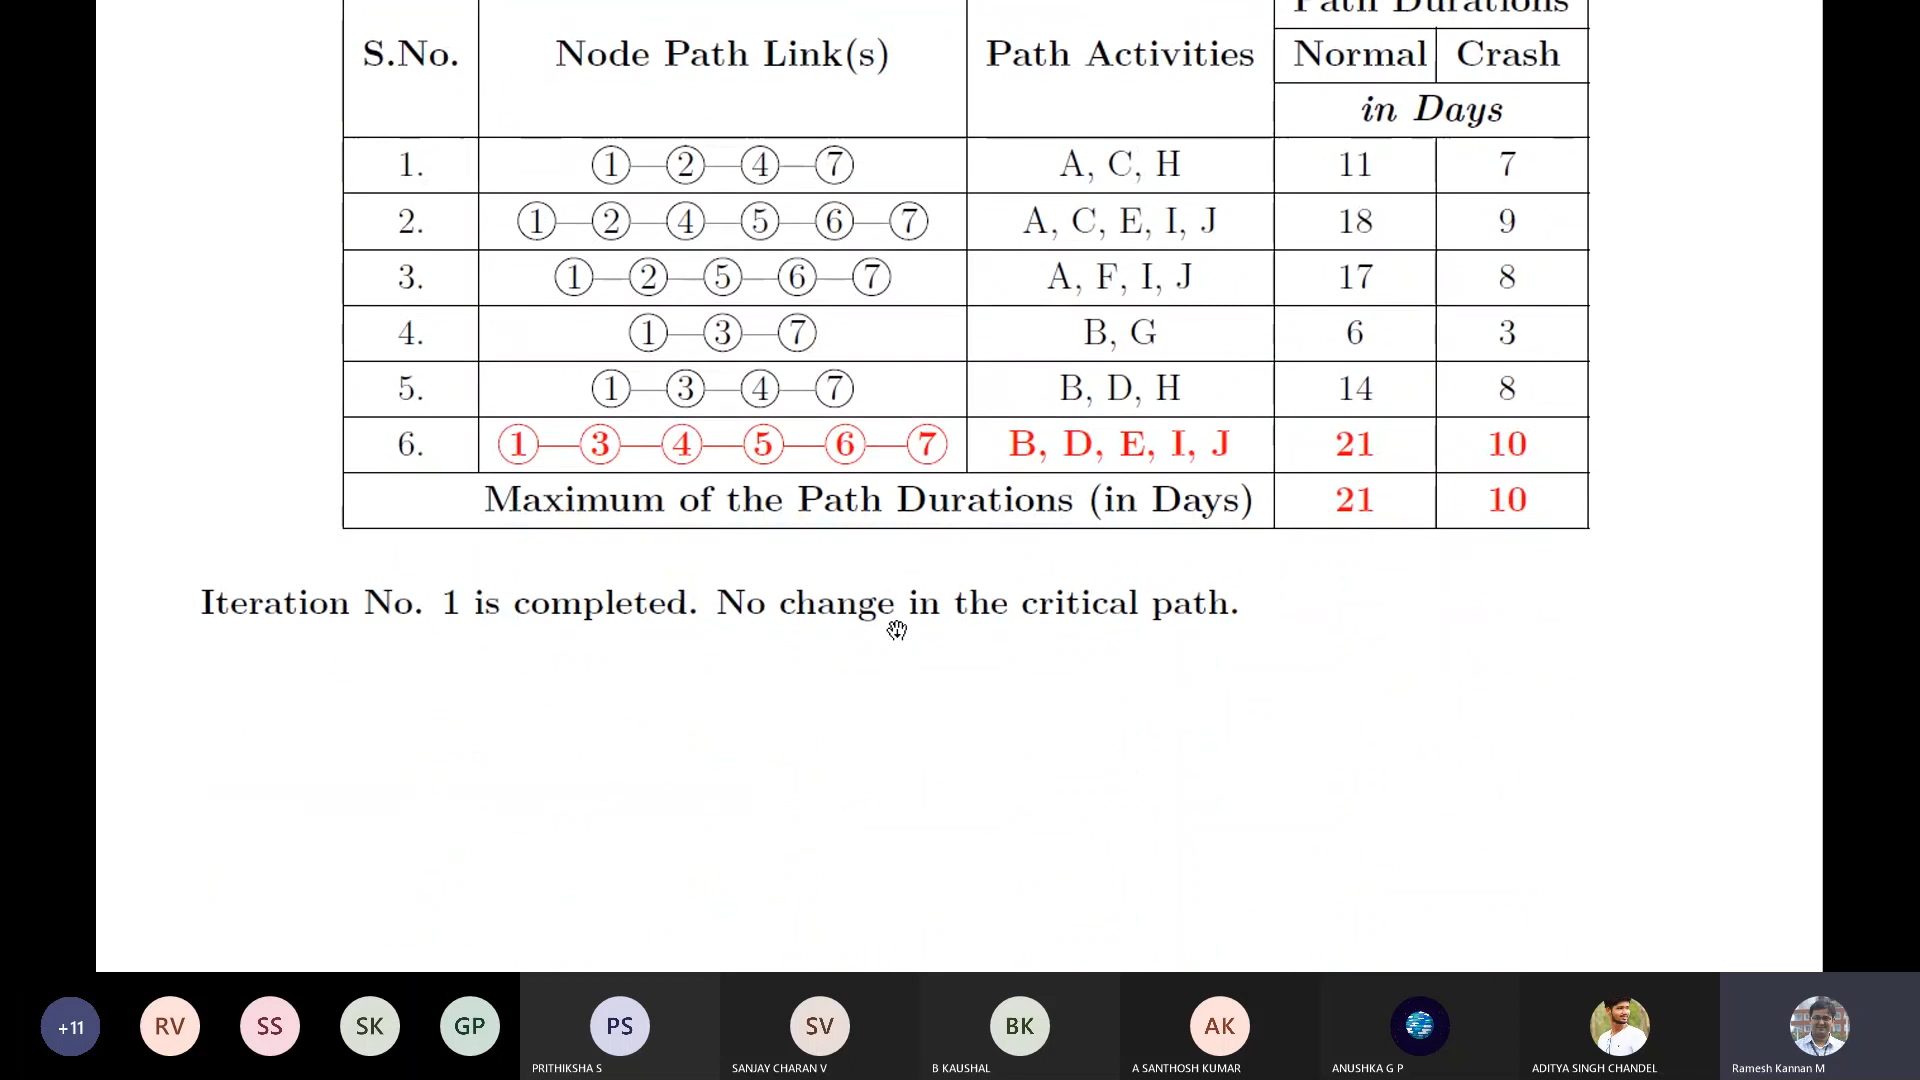 Path Durations
S.No. Node Path Link(s) Path Activities Normal Crash
in Days
1. 1—2—4—7 A, C, H 11 7
2. 1—2—4—5—6—7 A, C, E, I, J 18 9
3. 1—2—5—6—7 A, F, I, J 17 8
4. 1—3—7 B, G 6 3
5. 1—3—4—7 B, D, H 14 8
6. 1—3—4—5—6—7 B, D, E, I, J 21 10
Maximum of the Path Durations (in Days) 21 10
Iteration No. 1 is completed. No change in the critical path.
+11 RV SS SK GP PS SV BK AK
PRITHIKSHA S SANJAY CHARAN V B KAUSHAL A SANTHOSH KUMAR ANUSHKA G P ADITYA SINGH CHANDEL Ramesh Kannan M